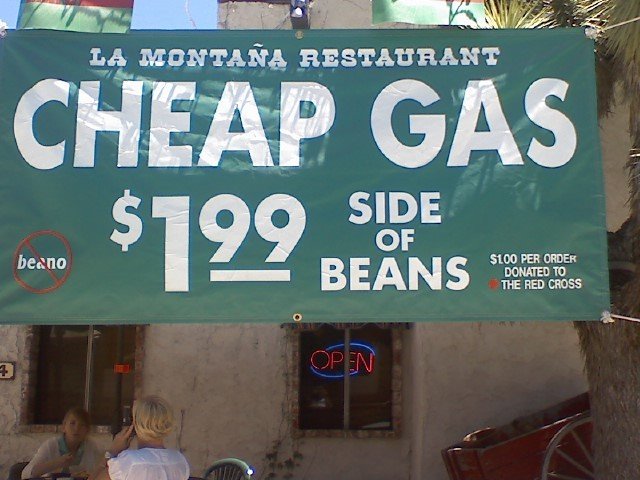 LA MONTAÑA RESTAURANT
CHEAP GAS
$1.99
SIDE
OF
BEANS
beano
$1.00 PER ORDER
DONATED TO
THE RED CROSS
OPEN
4